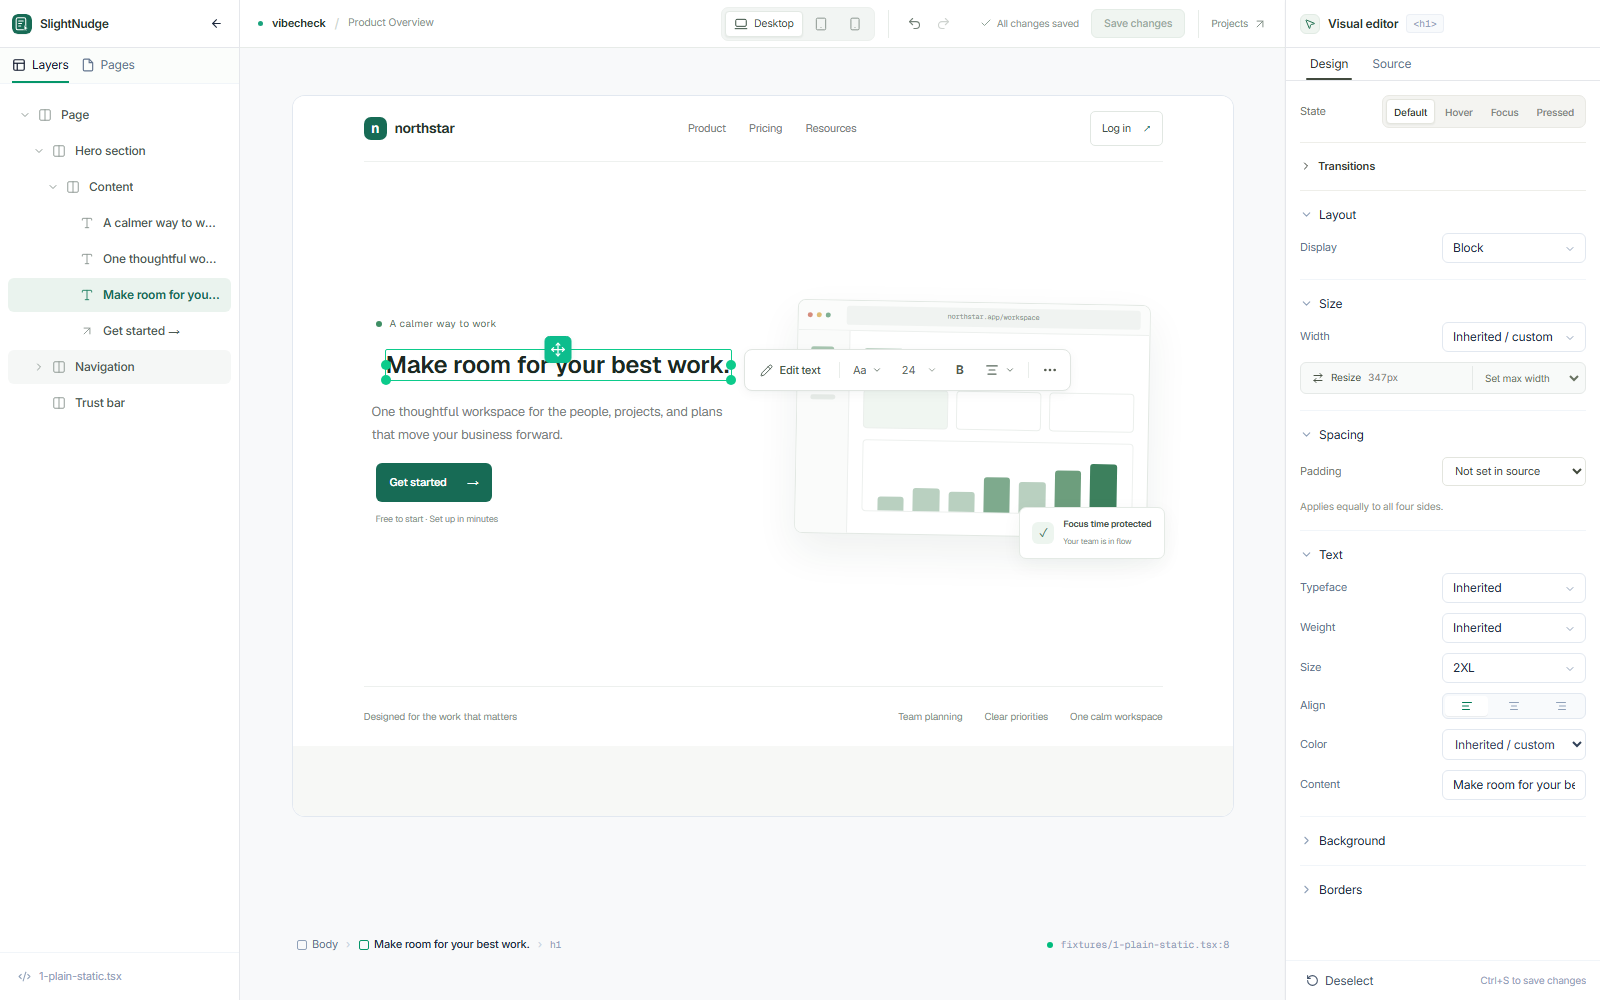 SlightNudge
Layers
Pages
Page
Hero section
Content
A calmer way to w...
One thoughtful wo...
Make room for you...
Get started →
Navigation
Trust bar
1-plain-static.tsx
vibecheck / Product Overview
Desktop
All changes saved
Save changes
Projects
n northstar
Product
Pricing
Resources
Log in
A calmer way to work
Make room for your best work.
One thoughtful workspace for the people, projects, and plans
that move your business forward.
Get started →
Free to start · Set up in minutes
northstar.app/workspace
Edit text
Aa
24
B
Focus time protected
Your team is in flow
Designed for the work that matters
Team planning
Clear priorities
One calm workspace
Body › Make room for your best work. › h1
fixtures/1-plain-static.tsx:8
Visual editor <h1>
Design
Source
State
Default
Hover
Focus
Pressed
Transitions
Layout
Display
Block
Size
Width
Inherited / custom
Resize 347px
Set max width
Spacing
Padding
Not set in source
Applies equally to all four sides.
Text
Typeface
Inherited
Weight
Inherited
Size
2XL
Align
Color
Inherited / custom
Content
Make room for your be
Background
Borders
Deselect
Ctrl+S to save changes